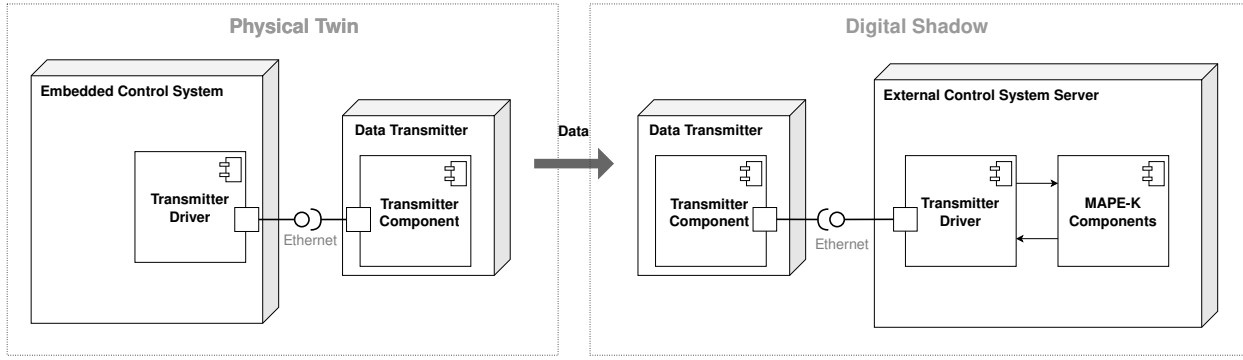 Physical Twin
Embedded Control System
Transmitter
Driver
Ethernet
Data Transmitter
Transmitter
Component
Data
Digital Shadow
Data Transmitter
Transmitter
Component
Ethernet
External Control System Server
Transmitter
Driver
MAPE-K
Components